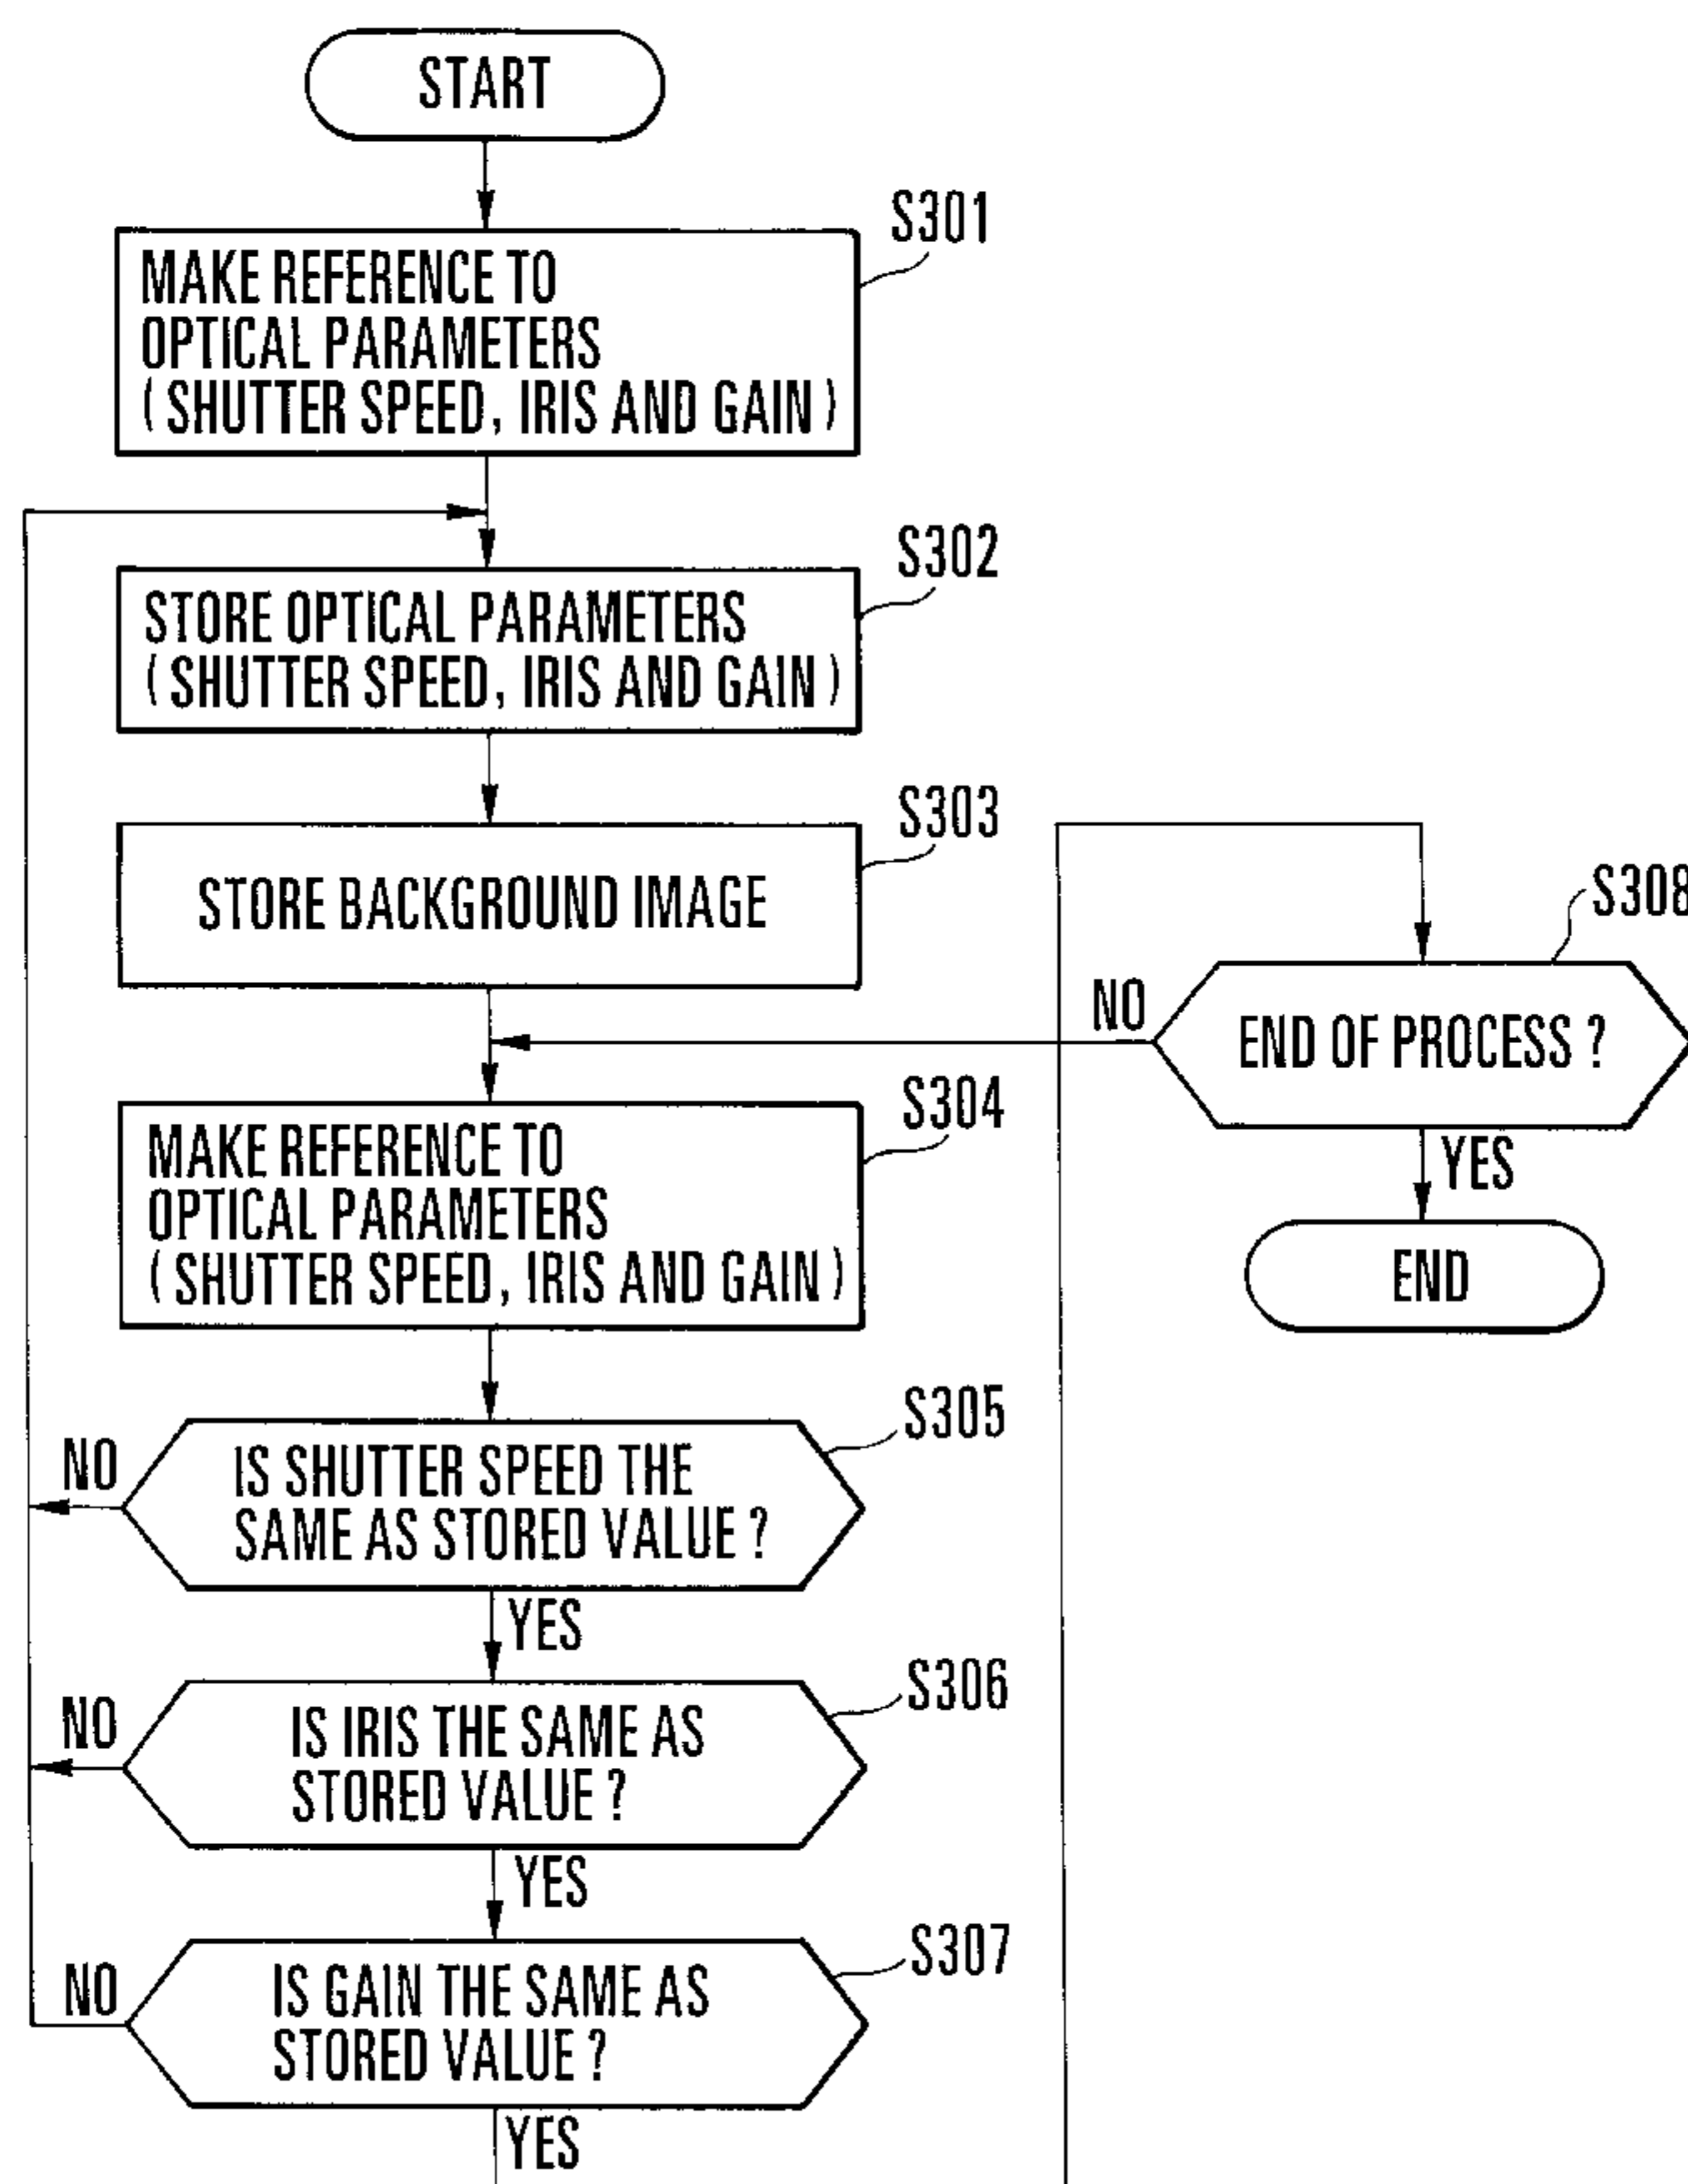 START
S301
MAKE REFERENCE TO
OPTICAL PARAMETERS
(SHUTTER SPEED, IRIS AND GAIN)
S302
STORE OPTICAL PARAMETERS
(SHUTTER SPEED, IRIS AND GAIN)
S303
STORE BACKGROUND IMAGE
S308
NO
END OF PROCESS ?
YES
END
S304
MAKE REFERENCE TO
OPTICAL PARAMETERS
(SHUTTER SPEED, IRIS AND GAIN)
S305
NO
IS SHUTTER SPEED THE
SAME AS STORED VALUE ?
YES
S306
NO
IS IRIS THE SAME AS
STORED VALUE ?
YES
S307
NO
IS GAIN THE SAME AS
STORED VALUE ?
YES